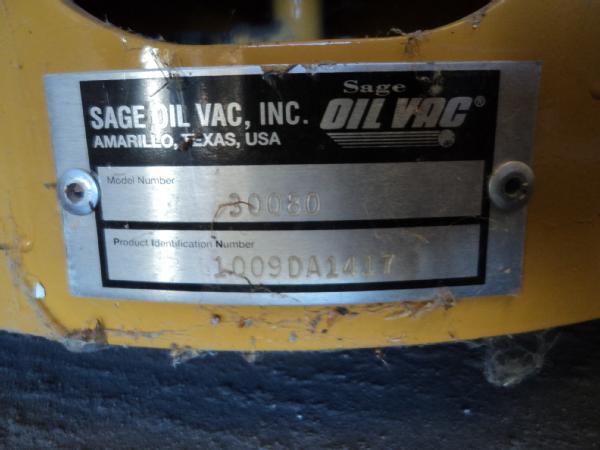 Sage
SAGE OIL VAC, INC. OIL VAC®
AMARILLO, TEXAS, USA
Model Number
30080
Product Identification Number
1009DA1417